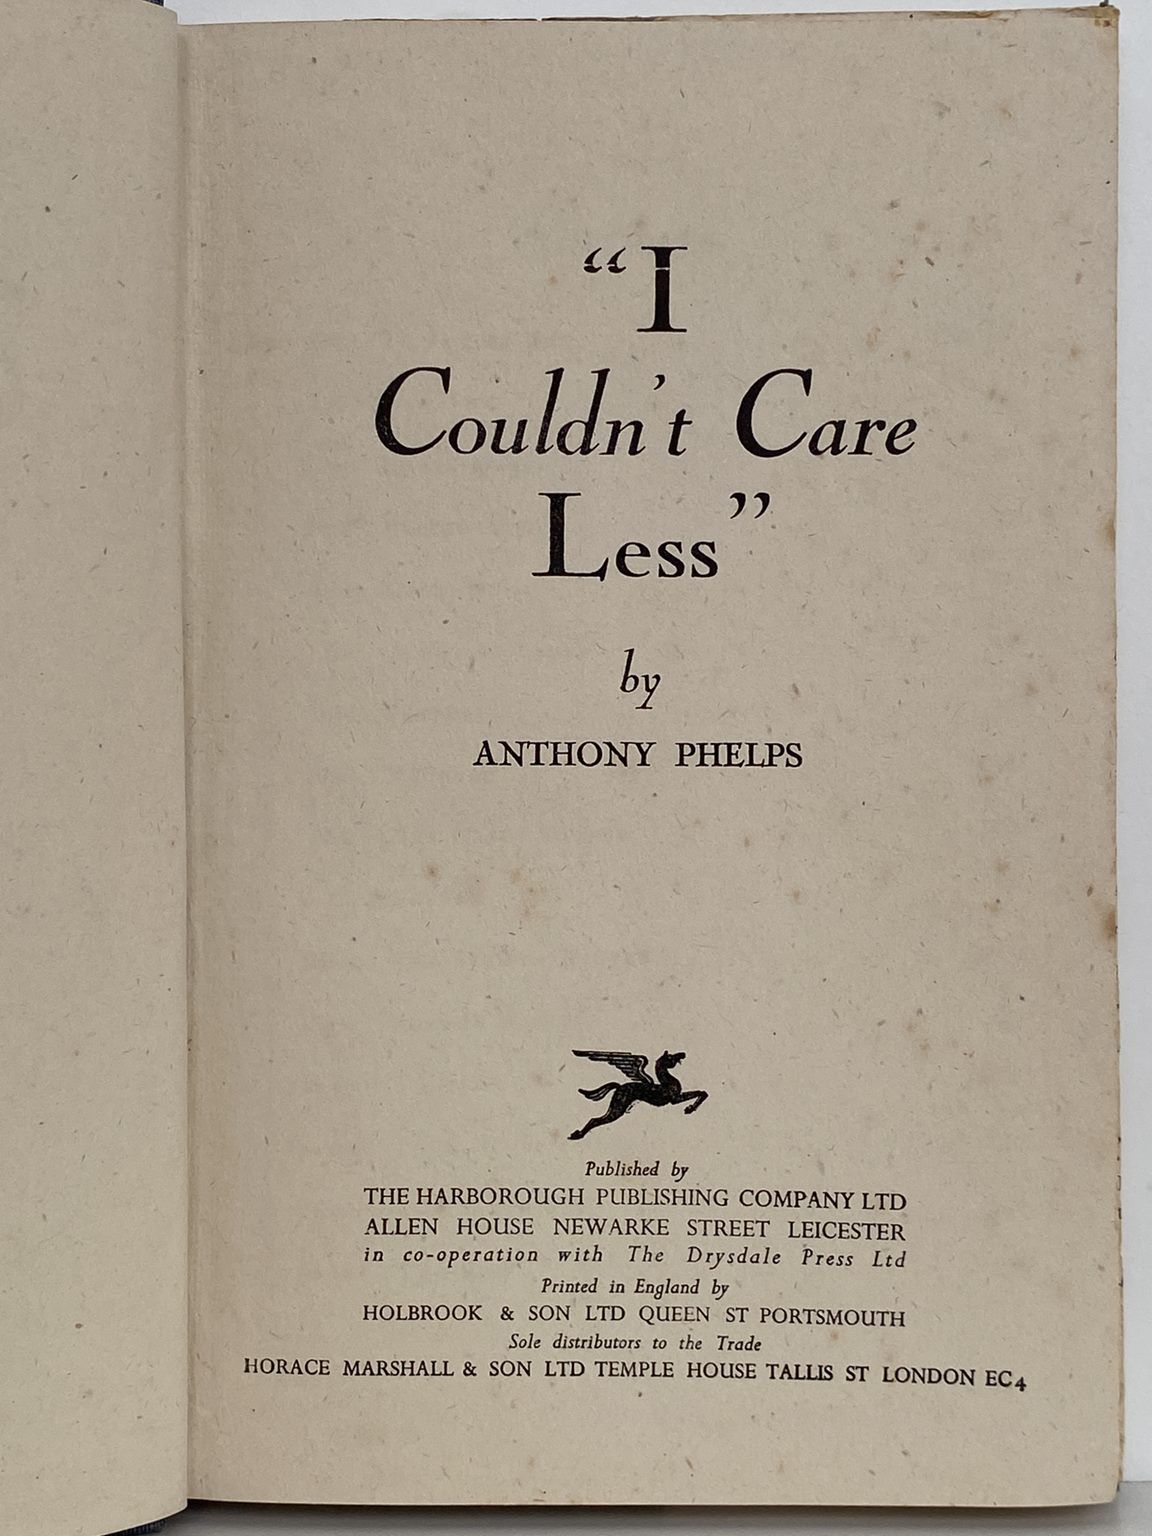 “I
Couldn't Care
Less”
by
ANTHONY PHELPS
Published by
THE HARBOROUGH PUBLISHING COMPANY LTD
ALLEN HOUSE NEWARKE STREET LEICESTER
in co-operation with The Drysdale Press Ltd
Printed in England by
HOLBROOK & SON LTD QUEEN ST PORTSMOUTH
Sole distributors to the Trade
HORACE MARSHALL & SON LTD TEMPLE HOUSE TALLIS ST LONDON EC4